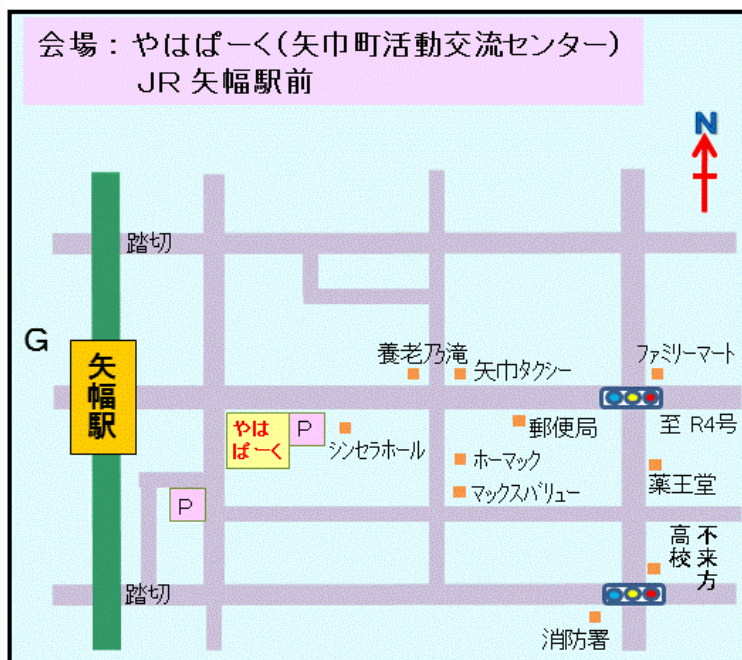 会場：やはぱーく(矢巾町活動交流センター)
JR 矢幅駅前
N
踏切
G
養老乃滝
矢巾タクシー
ファミリーマート
矢幅駅
やは
ぱーく
P
シンセラホール
郵便局
至 R4号
ホーマック
薬王堂
マックスバリュー
P
不来方
高校
踏切
消防署